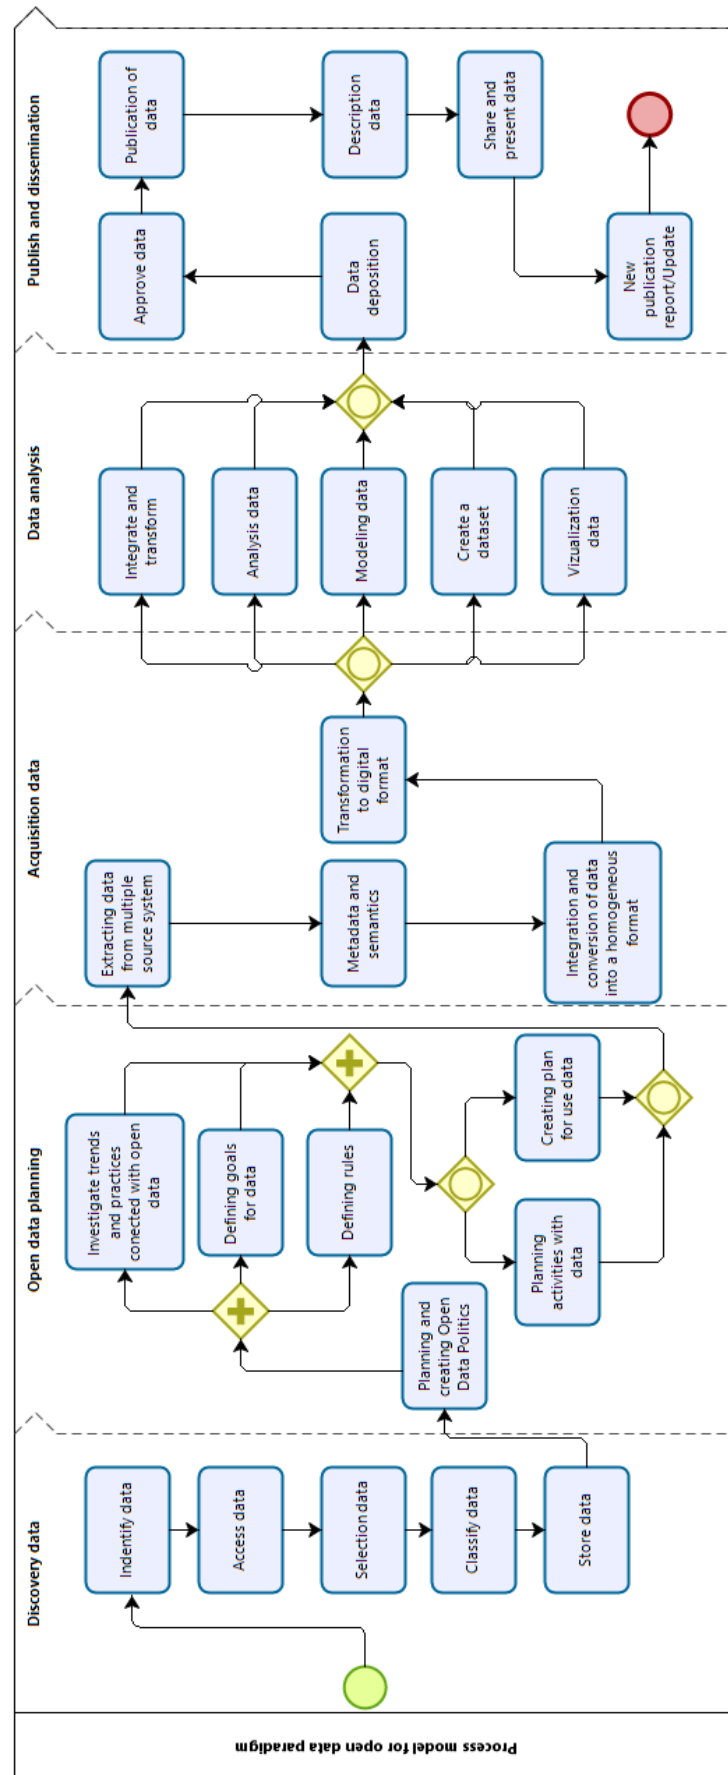 Process model for open data paradigm
Discovery data
Indentify data
Access data
Selection data
Classify data
Store data
Open data planning
Planning and
creating Open
Data Politics
Investigate trends
and practices
conected with open
data
Defining goals
for data
Defining rules
Planning
activities with
data
Creating plan
for use data
Acquisition data
Extracting data
from multiple
source system
Metadata and
semantics
Integration and
conversion of data
into a homogeneous
format
Transformation
to digital
format
Data analysis
Integrate and
transform
Analysis data
Modeling data
Create a
dataset
Vizualization
data
Publish and dissemination
Data
deposition
Approve data
Publication of
data
Description
data
Share and
present data
New
publication
report/Update